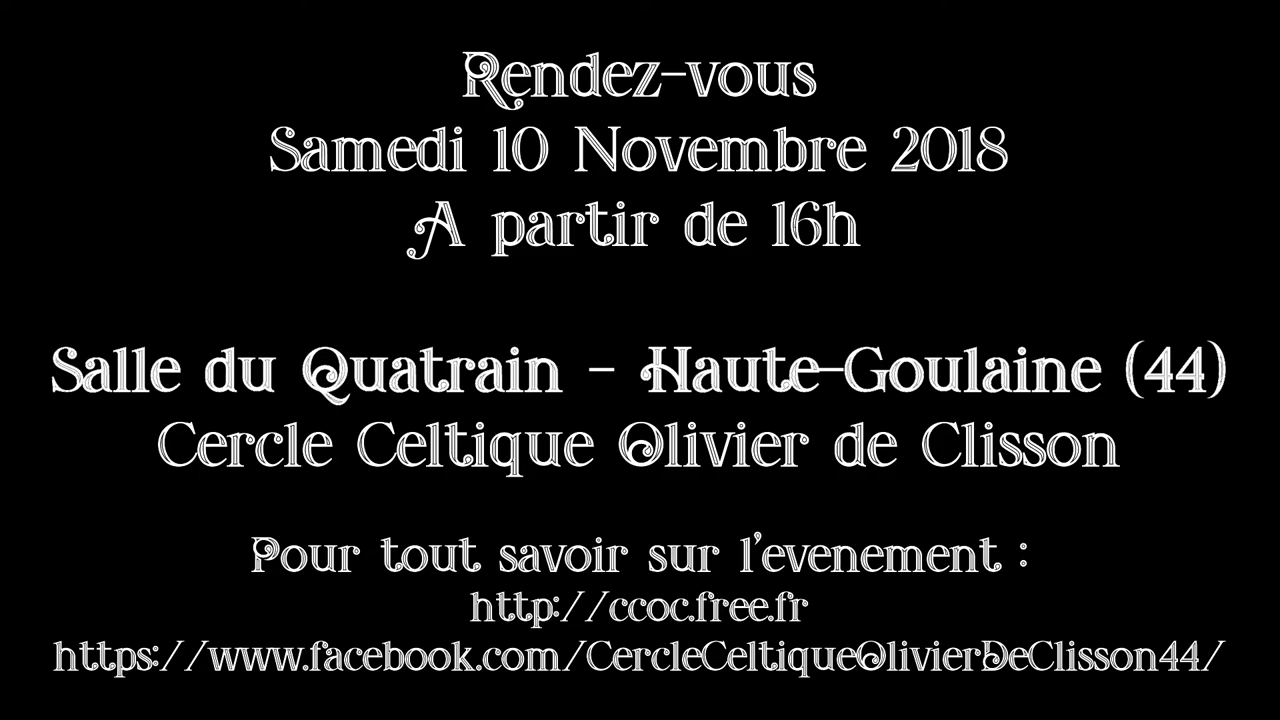 Rendez-vous
Samedi 10 Novembre 2018
A partir de 16h
Salle du Quatrain - Haute-Goulaine (44)
Cercle Celtique Olivier de Clisson
Pour tout savoir sur l'evenement :
http://ccoc.free.fr
https://www.facebook.com/CercleCeltiqueOlivierDeClisson44/